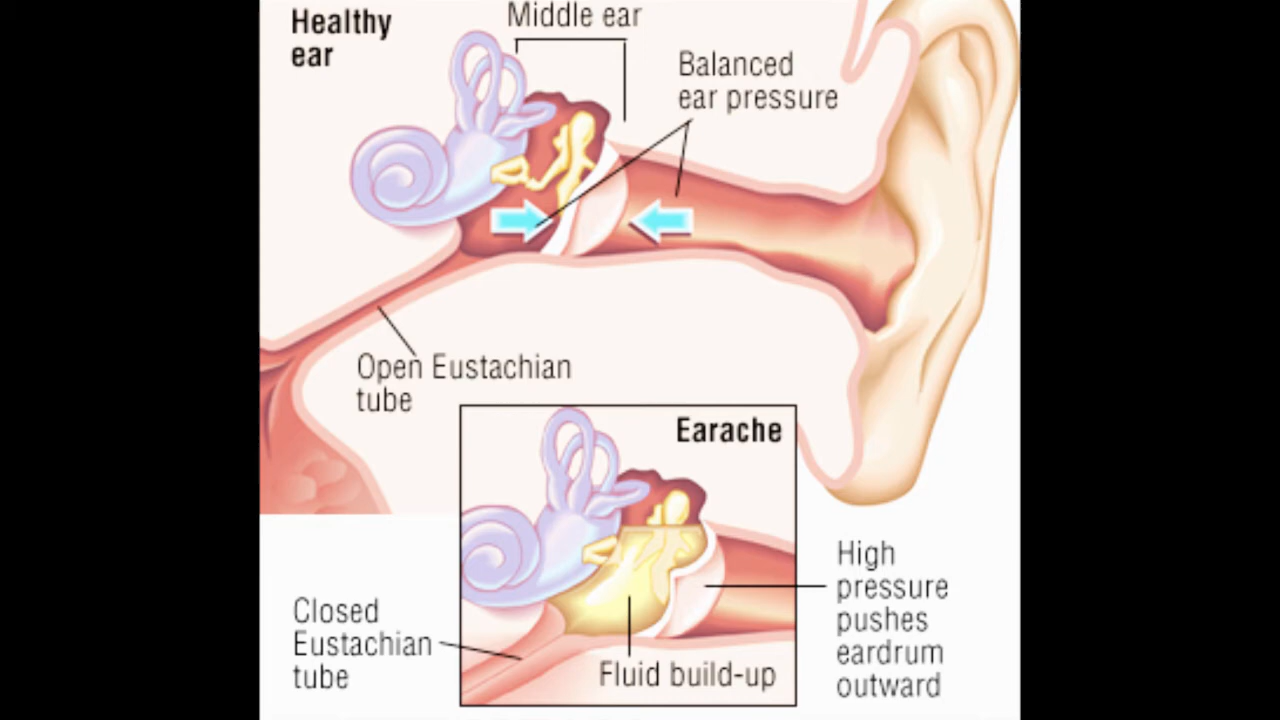 Healthy
ear
Middle ear
Balanced
ear pressure
Open Eustachian
tube
Earache
High
pressure
pushes
eardrum
outward
Closed
Eustachian
tube
Fluid build-up